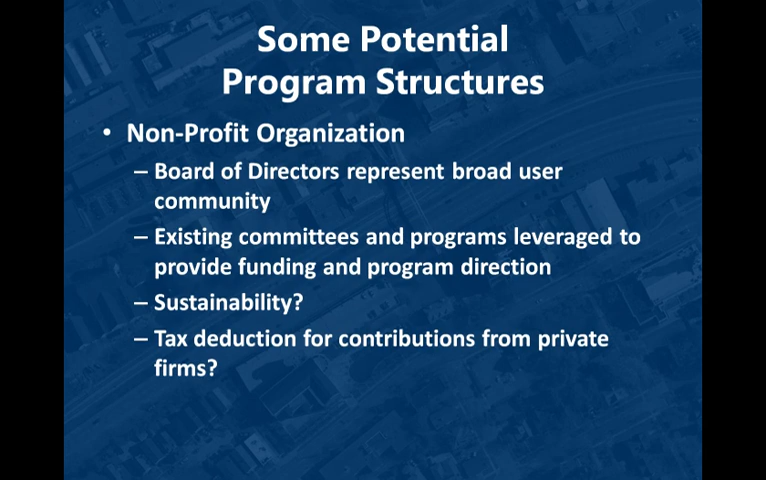 Some Potential
Program Structures
• Non-Profit Organization
– Board of Directors represent broad user
community
– Existing committees and programs leveraged to
provide funding and program direction
– Sustainability?
– Tax deduction for contributions from private
firms?